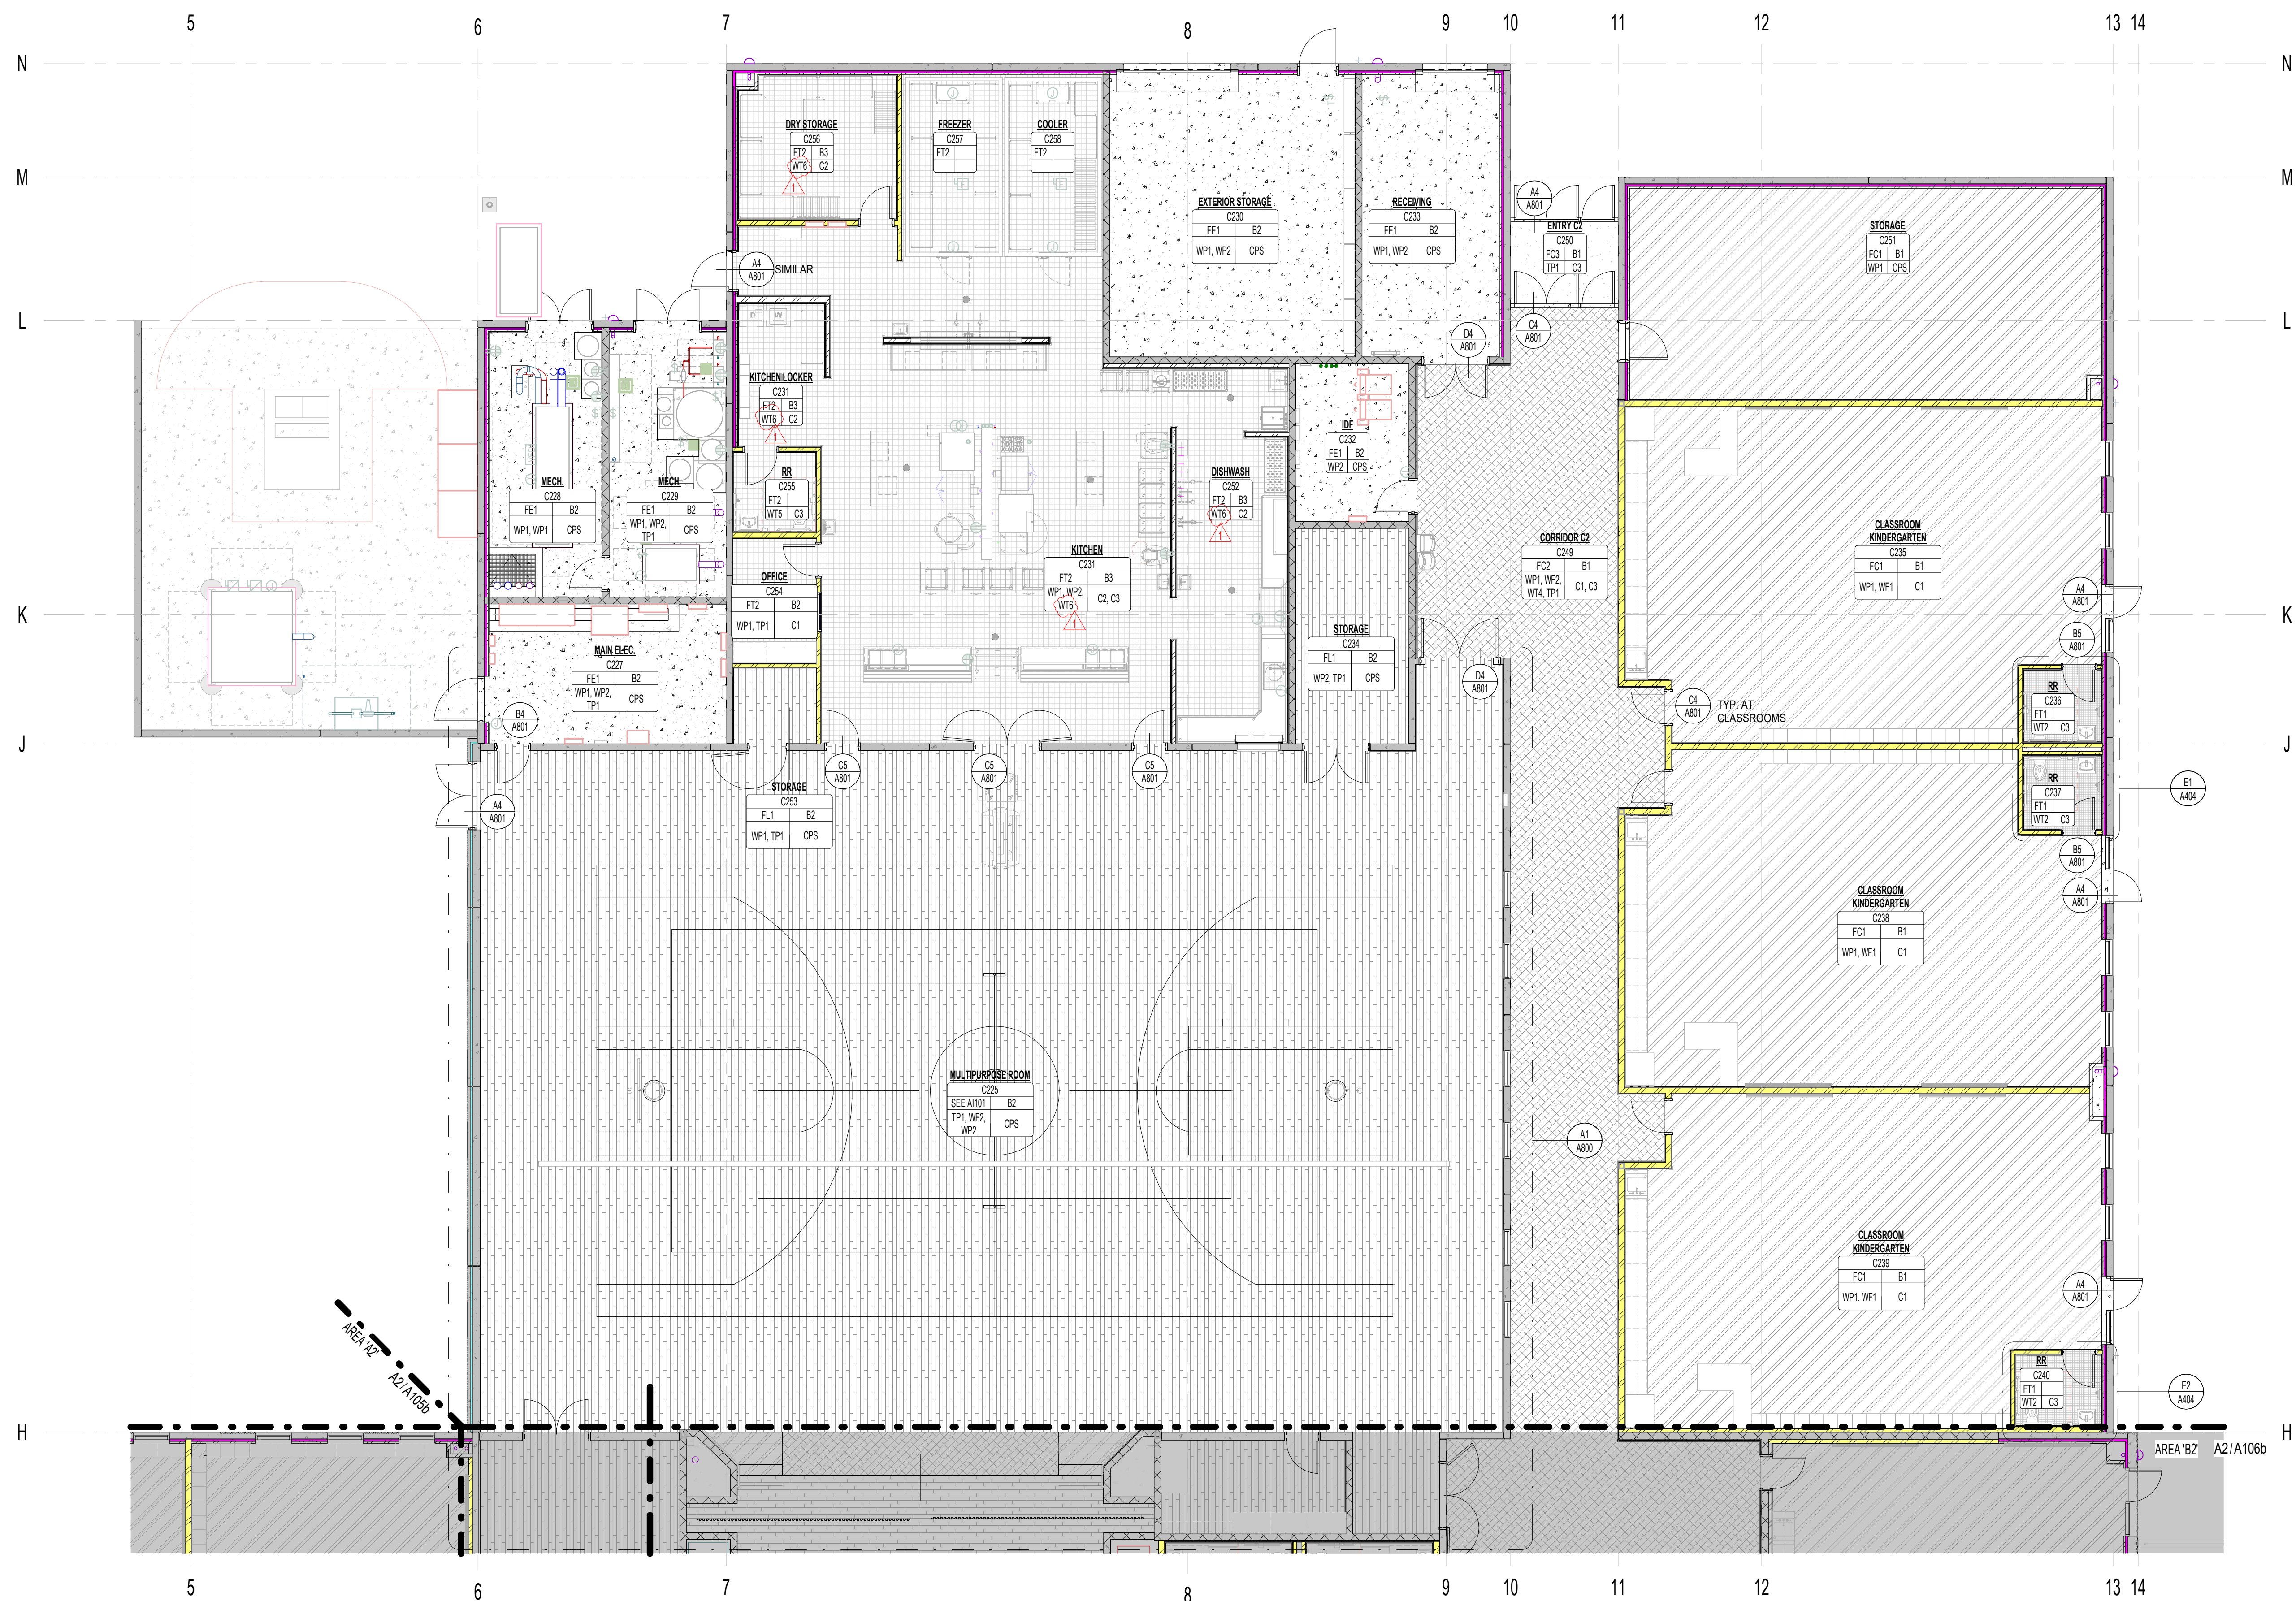 5 6 7 8 9 10 11 12 13 14
N N
DRY STORAGE
C256
FT2 B3
WT6 C2
1
FREEZER
C257
FT2
COOLER
C258
FT2
M M
EXTERIOR STORAGE
C230
FE1 B2
WP1, WP2 CPS
RECEIVING
C233
FE1 B2
WP1, WP2 CPS
A4
A801
ENTRY C2
C250
FC3 B1
TP1 C3
STORAGE
C251
FC1 B1
WP1 CPS
A4
A801
SIMILAR
L L
C4
A801
D4
A801
D W
KITCHEN LOCKER
C231
FT2 B3
WT6 C2
1
IDF
C232
FE1 B2
WP2 CPS
MECH.
C228
FE1 B2
WP1, WP1 CPS
MECH.
C229
FE1 B2
WP1, WP2,
TP1
CPS
RR
C255
FT2
WT5 C3
DISHWASH
C252
FT2 B3
WT6 C2
1
CORRIDOR C2
C249
FC2 B1
WP1, WF2,
WT4, TP1
C1, C3
CLASSROOM
KINDERGARTEN
C235
FC1 B1
WP1, WF1 C1
KITCHEN
C231
FT2 B3
WP1, WP2,
WT6
C2, C3
1
OFFICE
C254
FT2 B2
WP1, TP1 C1
A4
A801
K K
STORAGE
C234
FL1 B2
WP2, TP1 CPS
B5
A801
MAIN ELEC.
C227
FE1 B2
WP1, WP2,
TP1
CPS
D4
A801
RR
C236
FT1
WT2 C3
C4
A801
TYP. AT
CLASSROOMS
B4
A801
J J
C5
A801
C5
A801
C5
A801
RR
C237
FT1
WT2 C3
E1
A404
STORAGE
C253
FL1 B2
WP1, TP1 CPS
A4
A801
B5
A801
A4
A801
CLASSROOM
KINDERGARTEN
C238
FC1 B1
WP1, WF1 C1
MULTIPURPOSE ROOM
C225
SEE AI101 B2
TP1, WF2,
WP2
CPS
A1
A800
CLASSROOM
KINDERGARTEN
C239
FC1 B1
WP1. WF1 C1
A4
A801
AREA 'A2'
A2 / A105b
RR
C240
FT1
WT2 C3
E2
A404
H H
AREA 'B2' A2 / A106b
5 6 7 8 9 10 11 12 13 14